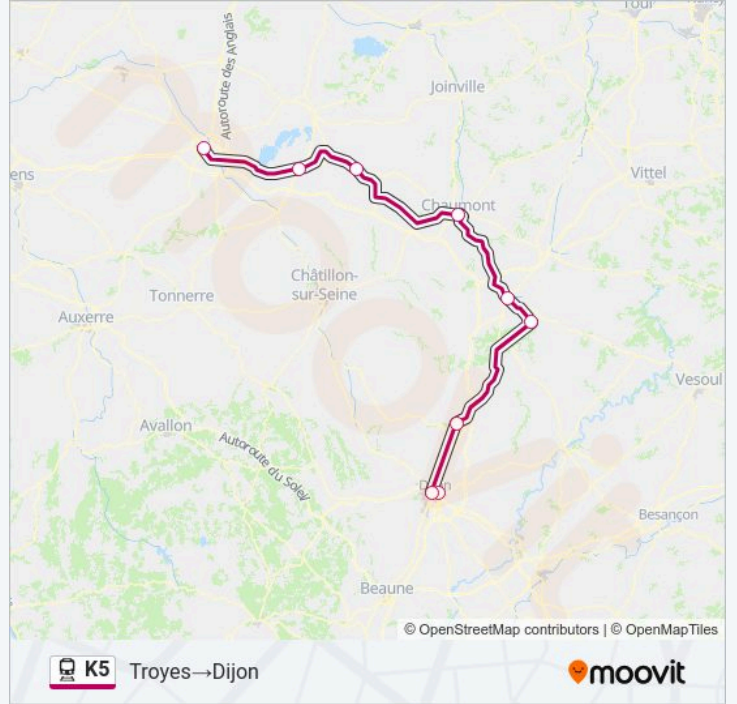 Toul
Autoroute des Anglais
Joinville
ens
Vittel
Chaumont
Châtillon-
sur-Seine
Tonnerre
Auxerre
Vesoul
Avallon
Autoroute du Soleil
Besançon
Beaune
© OpenStreetMap contributors | © OpenMapTiles
K5 Troyes→Dijon
moovit